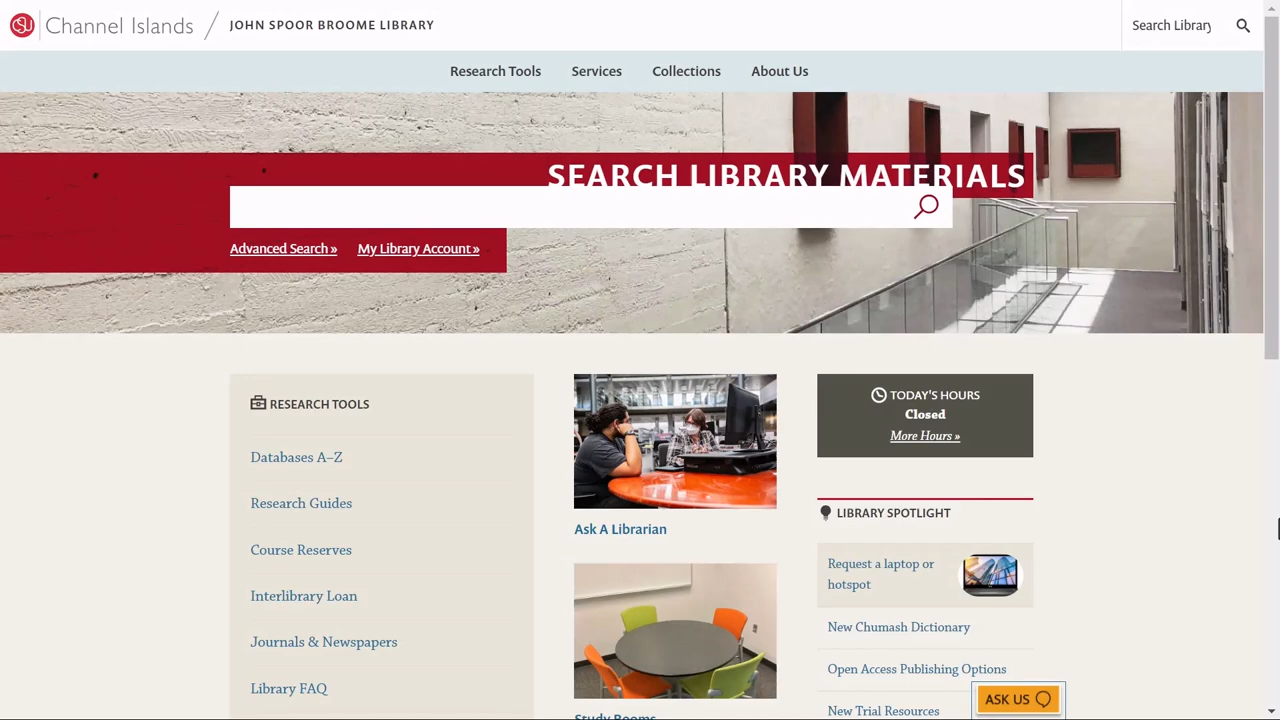 CSU Channel Islands / JOHN SPOOR BROOME LIBRARY
Search Library
Research Tools Services Collections About Us
SEARCH LIBRARY MATERIALS
Advanced Search » My Library Account »
RESEARCH TOOLS
Databases A–Z
Research Guides
Course Reserves
Interlibrary Loan
Journals & Newspapers
Library FAQ
Ask A Librarian
Study Rooms
TODAY'S HOURS
Closed
More Hours »
LIBRARY SPOTLIGHT
Request a laptop or
hotspot
New Chumash Dictionary
Open Access Publishing Options
New Trial Resources
ASK US